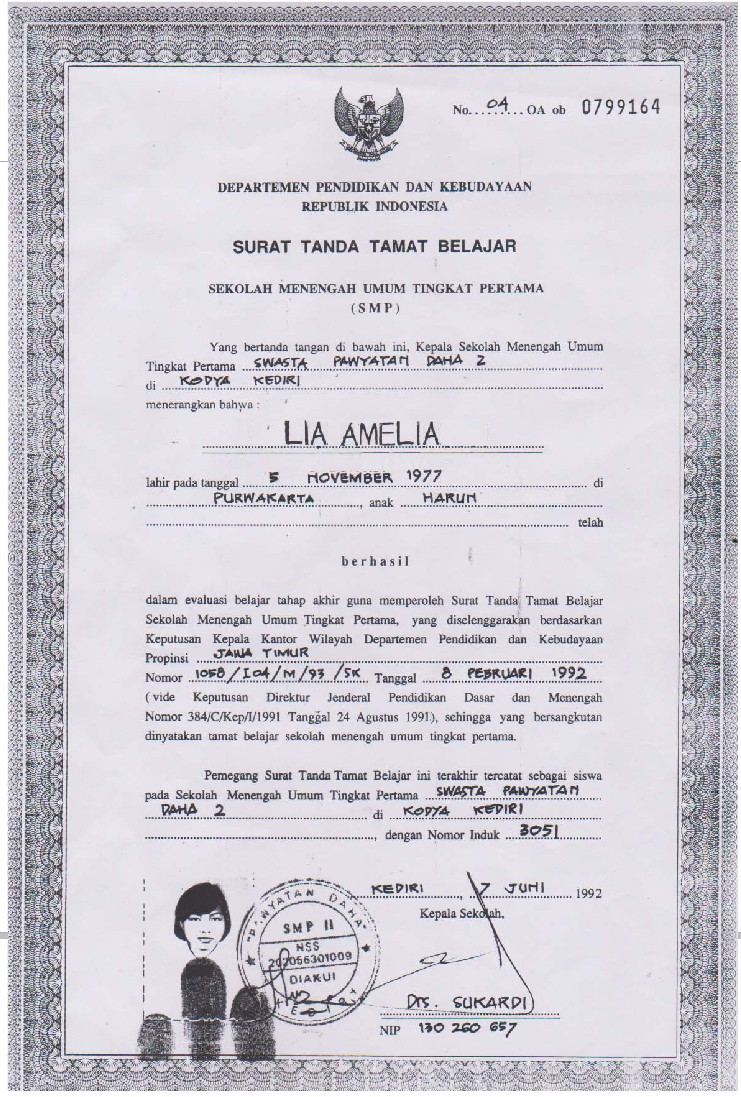 No. 04 OA ob 0799164
DEPARTEMEN PENDIDIKAN DAN KEBUDAYAAN
REPUBLIK INDONESIA
SURAT TANDA TAMAT BELAJAR
SEKOLAH MENENGAH UMUM TINGKAT PERTAMA
(SMP)
Yang bertanda tangan di bawah ini, Kepala Sekolah Menengah Umum
Tingkat Pertama SWASTA PAWYATAN DAHA 2
di KODYA KEDIRI
menerangkan bahwa :
LIA AMELIA
lahir pada tanggal 5 NOVEMBER 1977 di
PURWAKARTA, anak HARUN
telah
berhasil
dalam evaluasi belajar tahap akhir guna memperoleh Surat Tanda Tamat Belajar
Sekolah Menengah Umum Tingkat Pertama, yang diselenggarakan berdasarkan
Keputusan Kepala Kantor Wilayah Departemen Pendidikan dan Kebudayaan
Propinsi JAWA TIMUR
Nomor 1058/I04/M/93/SK Tanggal 8 PEBRUARI 1992
( vide Keputusan Direktur Jenderal Pendidikan Dasar dan Menengah
Nomor 384/C/Kep/I/1991 Tanggal 24 Agustus 1991), sehingga yang bersangkutan
dinyatakan tamat belajar sekolah menengah umum tingkat pertama.
Pemegang Surat Tanda Tamat Belajar ini terakhir tercatat sebagai siswa
pada Sekolah Menengah Umum Tingkat Pertama SWASTA PAWYATAN
DAHA 2 di KODYA KEDIRI
, dengan Nomor Induk 3051
KEDIRI, 7 JUNI 1992
Kepala Sekolah,
"PAWYATAN DAHA"
SMP II
NSS
202056301009
DIAKUI
Drs. SUKARDI
NIP 130 260 657